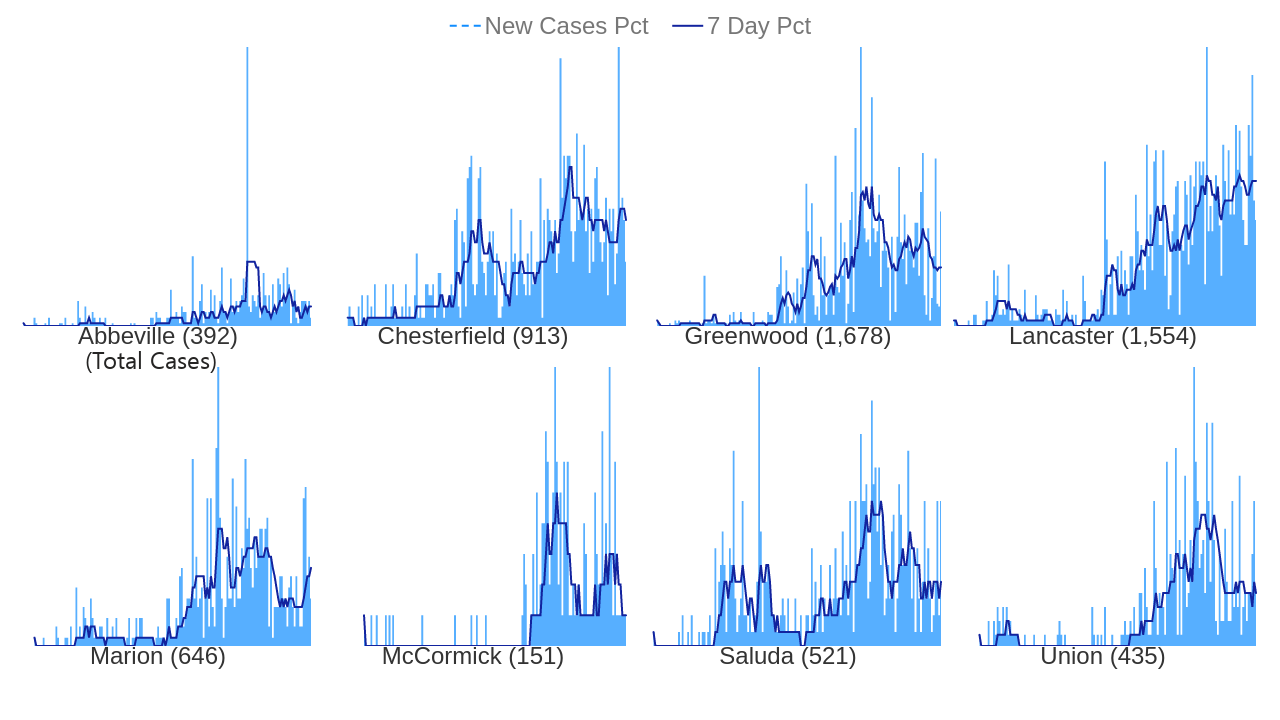 New Cases Pct 7 Day Pct
Abbeville (392) Chesterfield (913) Greenwood (1,678) Lancaster (1,554)
(Total Cases)
Marion (646) McCormick (151) Saluda (521) Union (435)